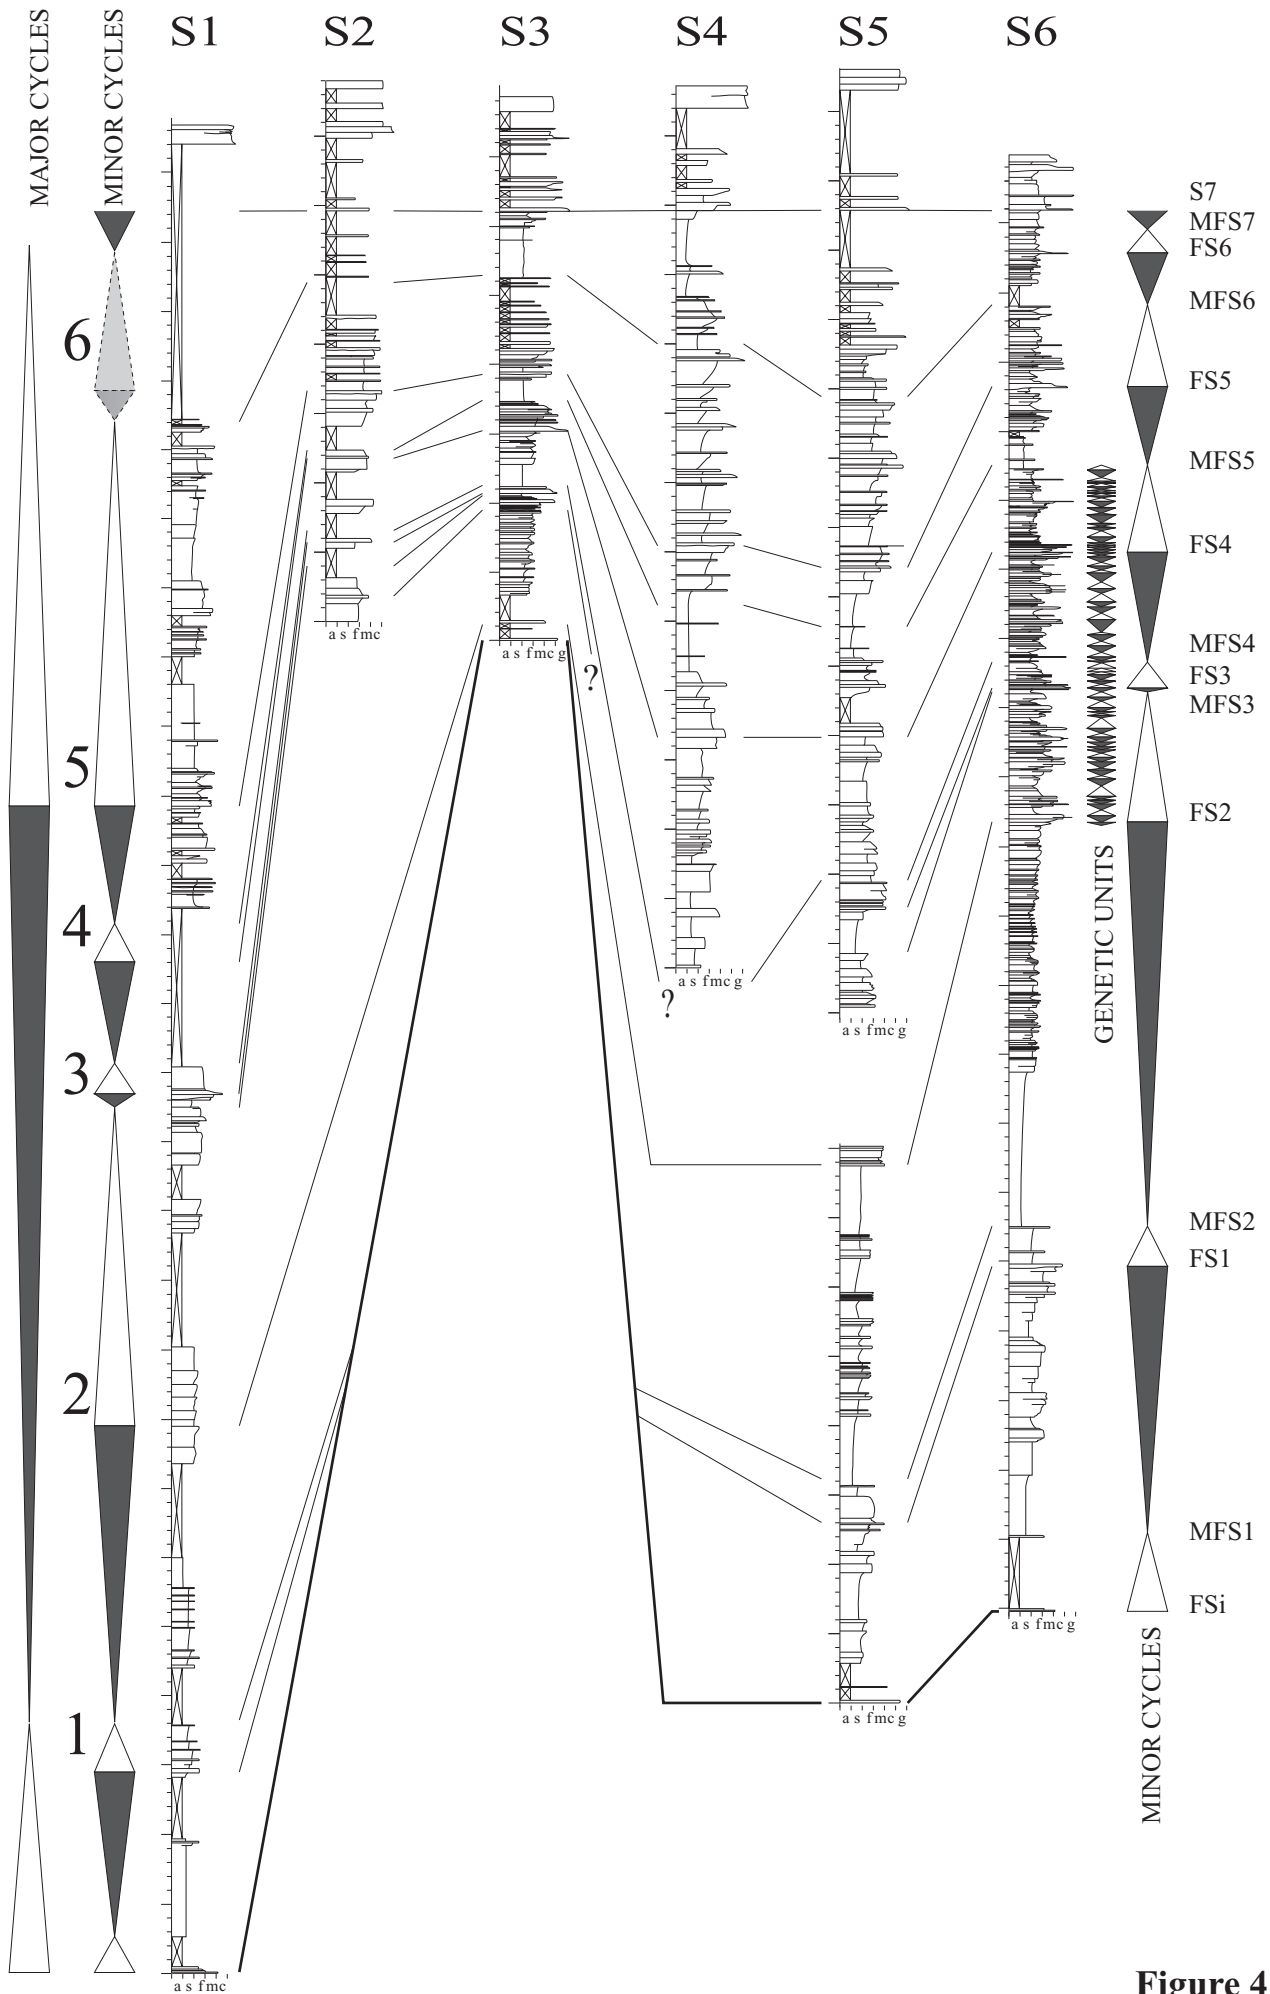 MAJOR CYCLES
MINOR CYCLES
S1
S2
S3
S4
S5
S6
S7
MFS7
FS6
MFS6
6
FS5
MFS5
FS4
a s f m c
MFS4
a s f m c g
?
FS3
MFS3
5
FS2
GENETIC UNITS
4
a s f m c g
?
a s f m c g
3
MFS2
FS1
2
MFS1
FSi
a s f m c g
MINOR CYCLES
a s f m c g
1
a s f m c
Figure 4